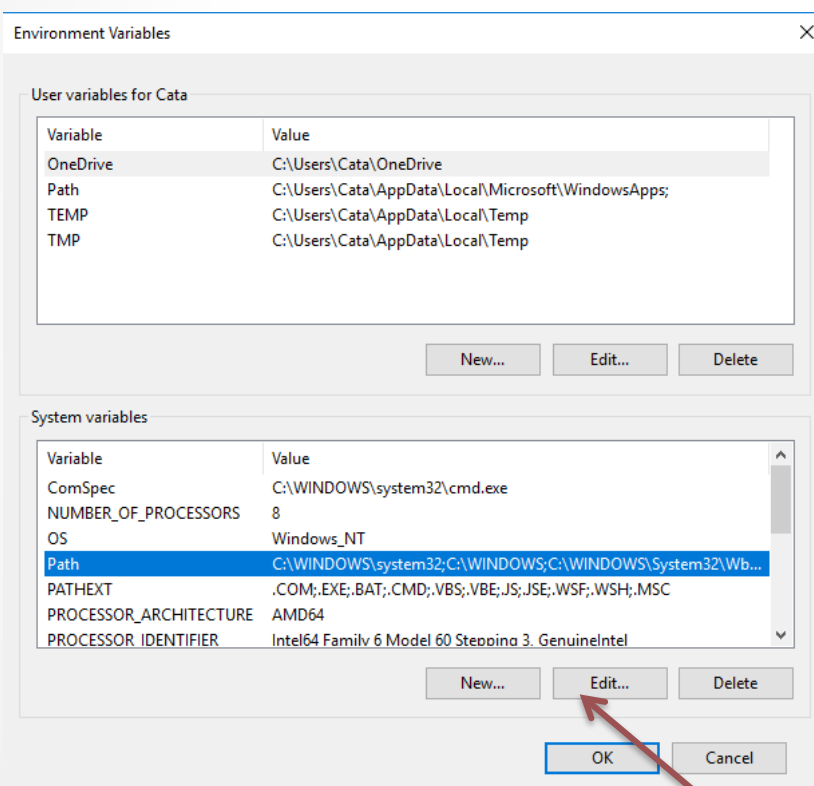 Environment Variables
User variables for Cata
Variable Value
OneDrive C:\Users\Cata\OneDrive
Path C:\Users\Cata\AppData\Local\Microsoft\WindowsApps;
TEMP C:\Users\Cata\AppData\Local\Temp
TMP C:\Users\Cata\AppData\Local\Temp
New... Edit... Delete
System variables
Variable Value
ComSpec C:\WINDOWS\system32\cmd.exe
NUMBER_OF_PROCESSORS 8
OS Windows_NT
Path C:\WINDOWS\system32;C:\WINDOWS;C:\WINDOWS\System32\Wb...
PATHEXT .COM;.EXE;.BAT;.CMD;.VBS;.VBE;.JS;.JSE;.WSF;.WSH;.MSC
PROCESSOR_ARCHITECTURE AMD64
PROCESSOR_IDENTIFIER Intel64 Family 6 Model 60 Stepping 3, GenuineIntel
New... Edit... Delete
OK Cancel